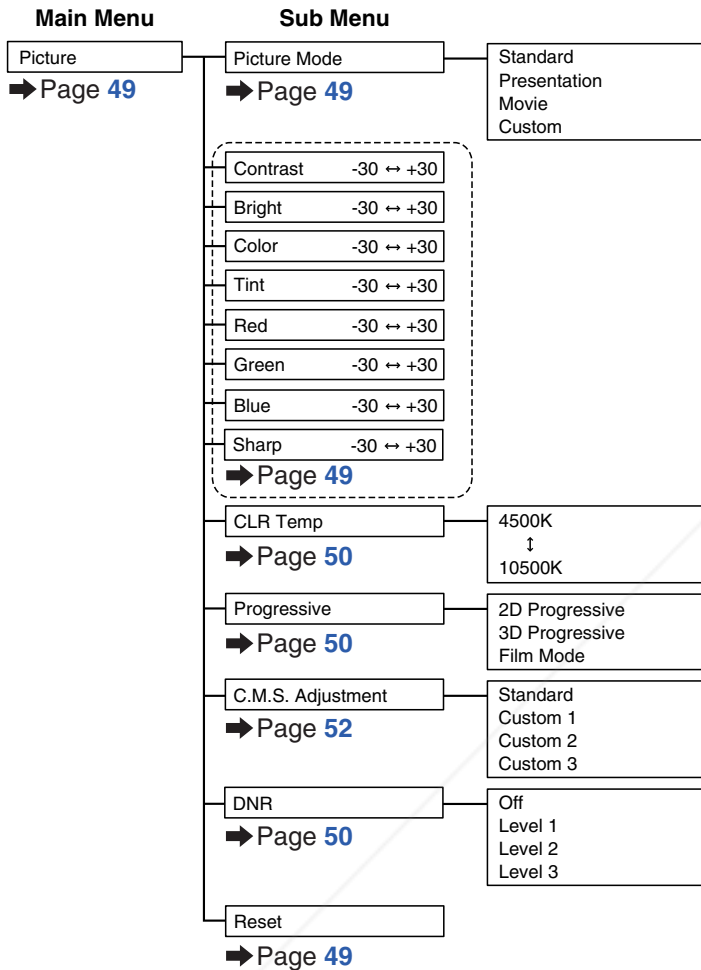 Main Menu Sub Menu
Picture Picture Mode Standard
➡Page 49 ➡Page 49 Presentation
Movie
Custom
Contrast -30 ↔ +30
Bright -30 ↔ +30
Color -30 ↔ +30
Tint -30 ↔ +30
Red -30 ↔ +30
Green -30 ↔ +30
Blue -30 ↔ +30
Sharp -30 ↔ +30
➡Page 49
CLR Temp 4500K
↕
➡Page 50 10500K
Progressive 2D Progressive
➡Page 50 3D Progressive
Film Mode
C.M.S. Adjustment Standard
➡Page 52 Custom 1
Custom 2
Custom 3
DNR Off
➡Page 50 Level 1
Level 2
Level 3
Reset
➡Page 49